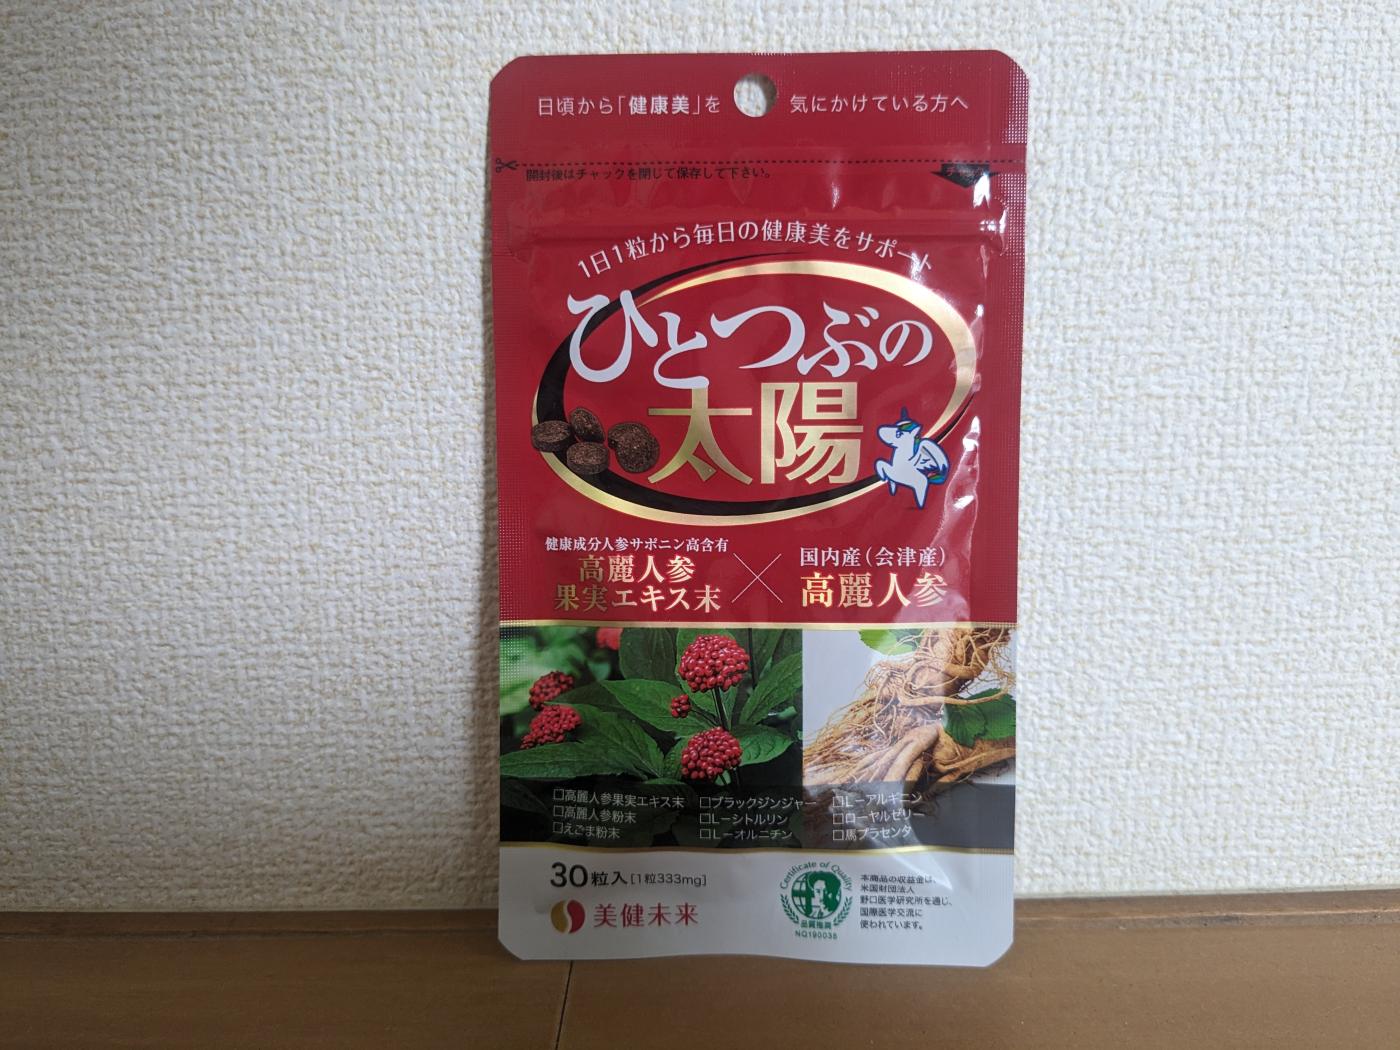 日頃から「健康美」を 気にかけている方へ
開封後はチャックを閉じて保存して下さい。
1日1粒から毎日の健康美をサポート
ひとつぶの
太陽
健康成分人参サポニン高含有
高麗人参
果実エキス末
×
国内産(会津産)
高麗人参
□高麗人参果実エキス末 □ブラックジンジャー □L-アルギニン
□高麗人参粉末 □L-シトルリン □ローヤルゼリー
□えごま粉末 □L-オルニチン □馬プラセンタ
30粒入[1粒333mg]
美健未来
Certificate of Quality
品質推奨
NQ190038
本商品の収益金は、
米国財団法人
野口医学研究所を通じ、
国際医学交流に
使われています。